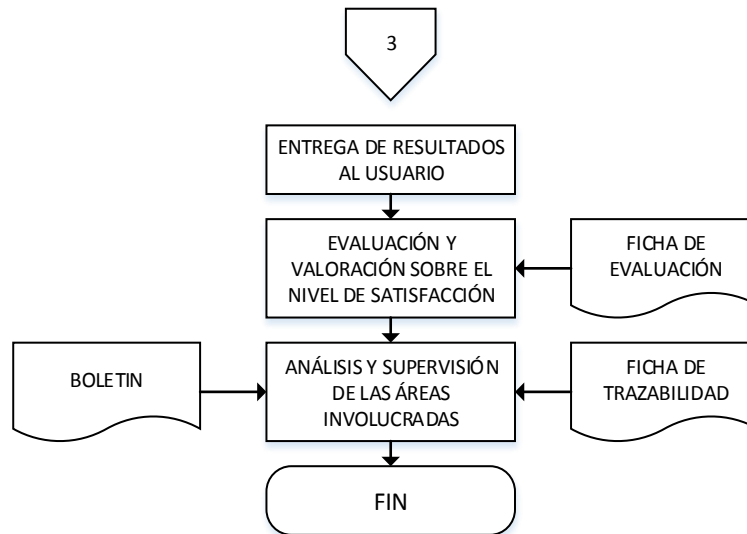 3
ENTREGA DE RESULTADOS
AL USUARIO
EVALUACIÓN Y
VALORACIÓN SOBRE EL
NIVEL DE SATISFACCIÓN
FICHA DE
EVALUACIÓN
BOLETIN
ANÁLISIS Y SUPERVISIÓN
DE LAS ÁREAS
INVOLUCRADAS
FICHA DE
TRAZABILIDAD
FIN